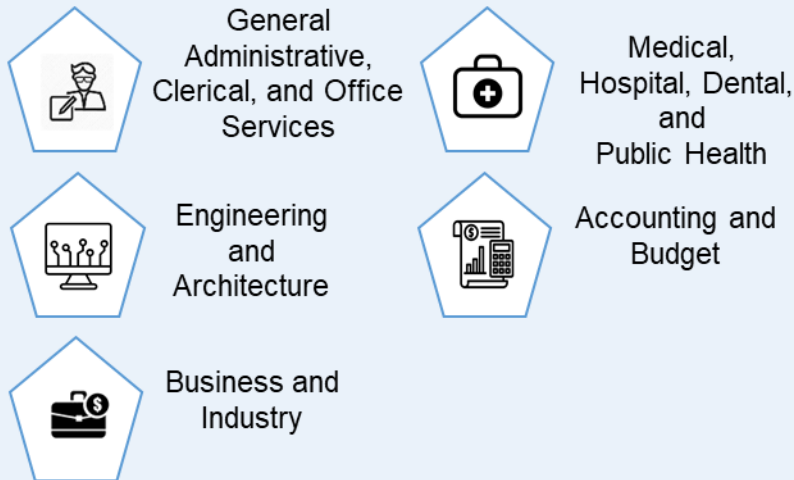 General
Administrative,
Clerical, and Office
Services
Medical,
Hospital, Dental,
and
Public Health
Engineering
and
Architecture
Accounting and
Budget
Business and
Industry